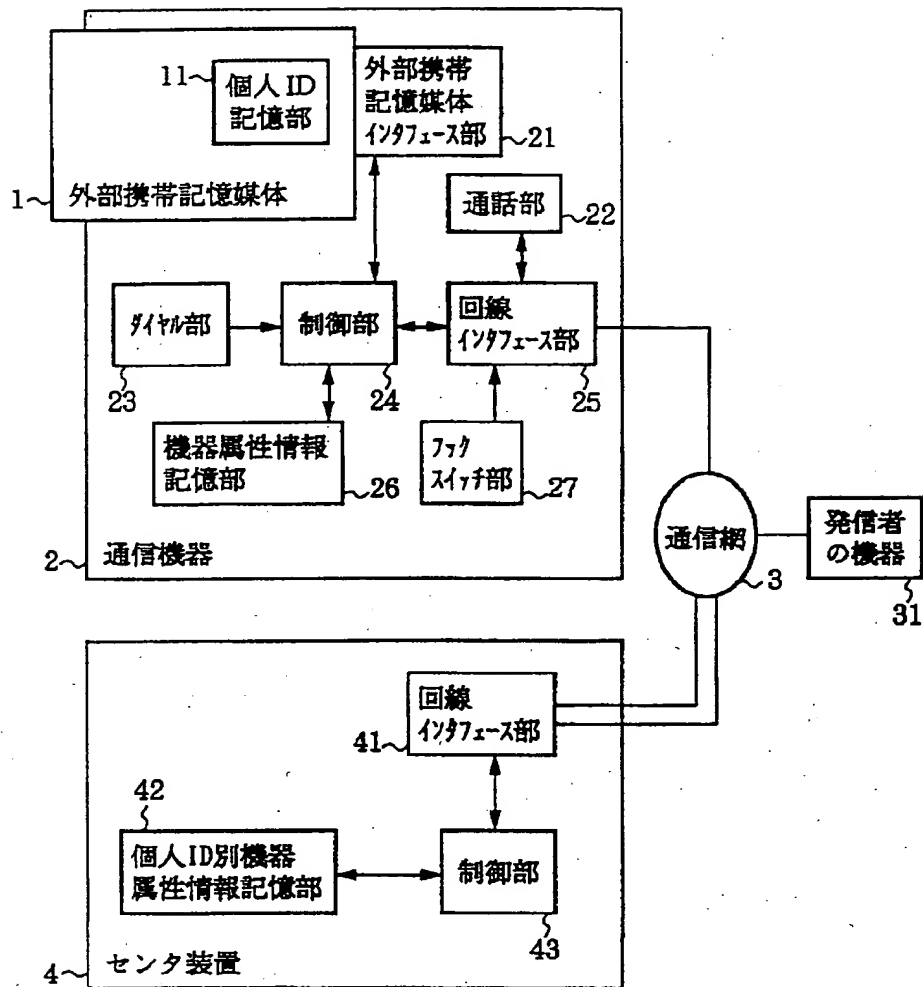 11
個人ID
記憶部
外部携帯
記憶媒体
インタフェース部
21
1
外部携帯記憶媒体
通話部
22
ダイヤル部
23
制御部
24
回線
インタフェース部
25
機器属性情報
記憶部
26
フック
スイッチ部
27
2
通信機器
通信網
3
発信者
の機器
31
回線
インタフェース部
41
42
個人ID別機器
属性情報記憶部
制御部
43
4
センタ装置